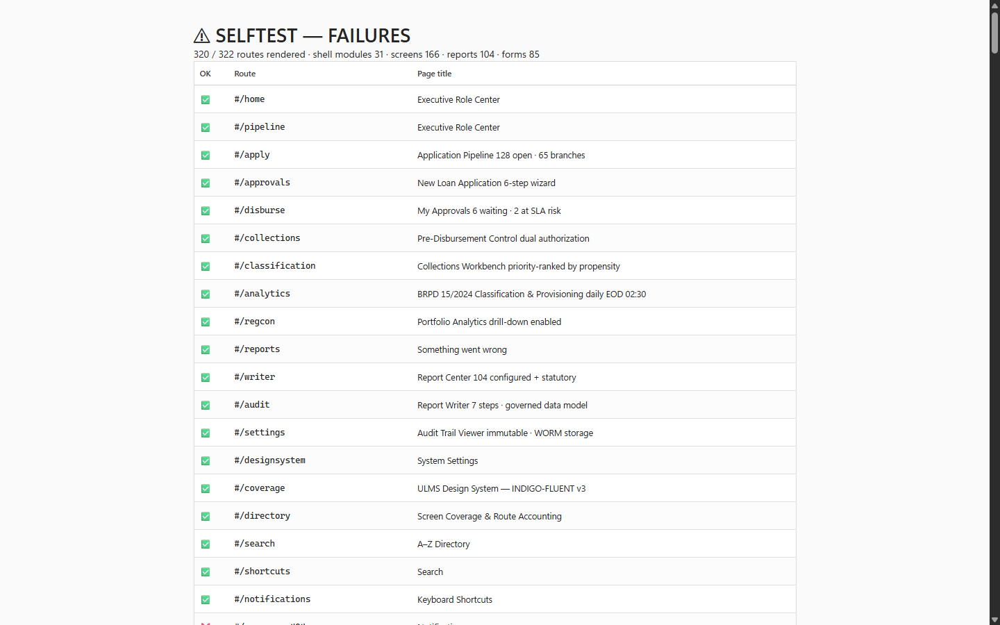 ⚠ SELFTEST — FAILURES
320 / 322 routes rendered · shell modules 31 · screens 166 · reports 104 · forms 85
OK Route Page title
✅ #/home Executive Role Center
✅ #/pipeline Executive Role Center
✅ #/apply Application Pipeline 128 open · 65 branches
✅ #/approvals New Loan Application 6-step wizard
✅ #/disburse My Approvals 6 waiting · 2 at SLA risk
✅ #/collections Pre-Disbursement Control dual authorization
✅ #/classification Collections Workbench priority-ranked by propensity
✅ #/analytics BRPD 15/2024 Classification & Provisioning daily EOD 02:30
✅ #/regcon Portfolio Analytics drill-down enabled
✅ #/reports Something went wrong
✅ #/writer Report Center 104 configured + statutory
✅ #/audit Report Writer 7 steps · governed data model
✅ #/settings Audit Trail Viewer immutable · WORM storage
✅ #/designsystem System Settings
✅ #/coverage ULMS Design System — INDIGO-FLUENT v3
✅ #/directory Screen Coverage & Route Accounting
✅ #/search A–Z Directory
✅ #/shortcuts Search
✅ #/notifications Keyboard Shortcuts